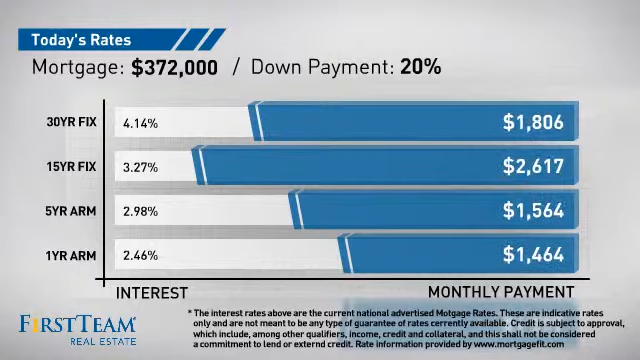 Today's Rates
Mortgage: $372,000 / Down Payment: 20%
30YR FIX 4.14% $1,806
15YR FIX 3.27% $2,617
5YR ARM 2.98% $1,564
1YR ARM 2.46% $1,464
INTEREST MONTHLY PAYMENT
* The interest rates above are the current national advertised Motgage Rates. These are indicative rates
only and are not meant to be any type of guarantee of rates cerrently available. Credit is subject to approval,
which include, among other qualifiers, income, credit and collateral, and this shall not be considered
a commitment to lend or externd credit. Rate information provided by www.mortgagefit.com
FIRSTTEAM®
REAL ESTATE